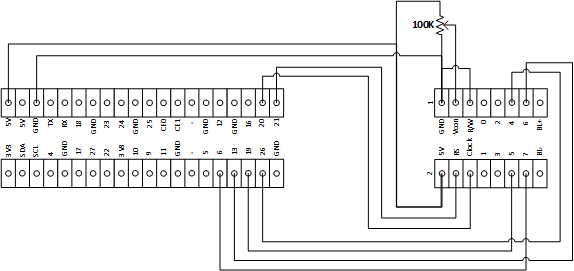 100K
1
5V 5V GND TX RX 18 GND 23 24 GND 25 CE0 CE1 - GND 12 GND 16 20 21
GND Vcon R/W 0 2 4 6 BL+
3V3 SDA SCL 4 GND 17 27 22 3V3 10 9 11 GND - 5 6 13 19 26 GND
5V RS Clock 1 3 5 7 BL-
2